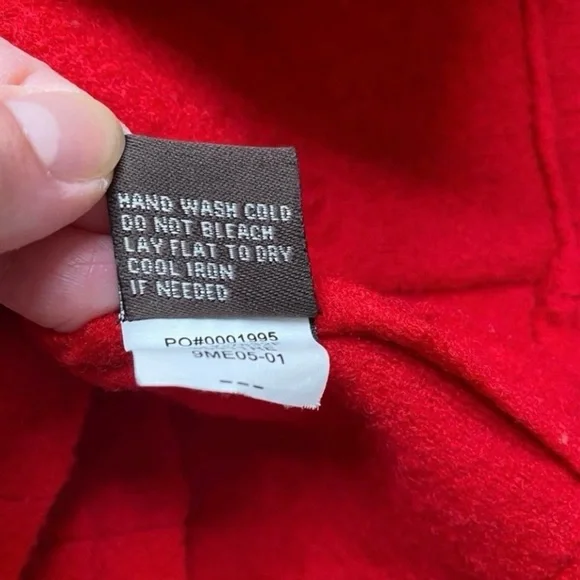 HAND WASH COLD
DO NOT BLEACH
LAY FLAT TO DRY
COOL IRON
IF NEEDED
PO#0001995
9ME05-01
---